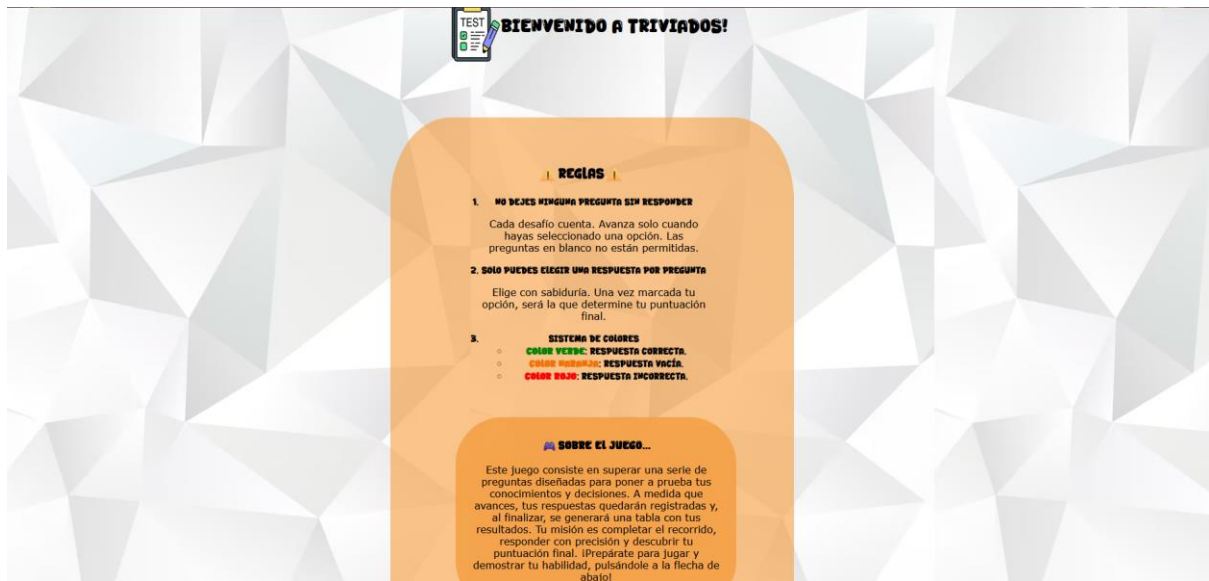 TEST
¡BIENVENIDO A TRIVIADOS!
REGLAS
1. NO DEJES NINGUNA PREGUNTA SIN RESPONDER
Cada desafío cuenta. Avanza solo cuando
hayas seleccionado una opción. Las
preguntas en blanco no están permitidas.
2. SOLO PUEDES ELEGIR UNA RESPUESTA POR PREGUNTA
Elige con sabiduría. Una vez marcada tu
opción, será la que determine tu puntuación
final.
3. SISTEMA DE COLORES
COLOR VERDE: RESPUESTA CORRECTA.
COLOR NARANJA: RESPUESTA VACÍA.
COLOR ROJO: RESPUESTA INCORRECTA.
SOBRE EL JUEGO...
Este juego consiste en superar una serie de
preguntas diseñadas para poner a prueba tus
conocimientos y decisiones. A medida que
avances, tus respuestas quedarán registradas y,
al finalizar, se generará una tabla con tus
resultados. Tu misión es completar el recorrido,
responder con precisión y descubrir tu
puntuación final. ¡Prepárate para jugar y
demostrar tu habilidad, pulsándole a la flecha de
abajo!